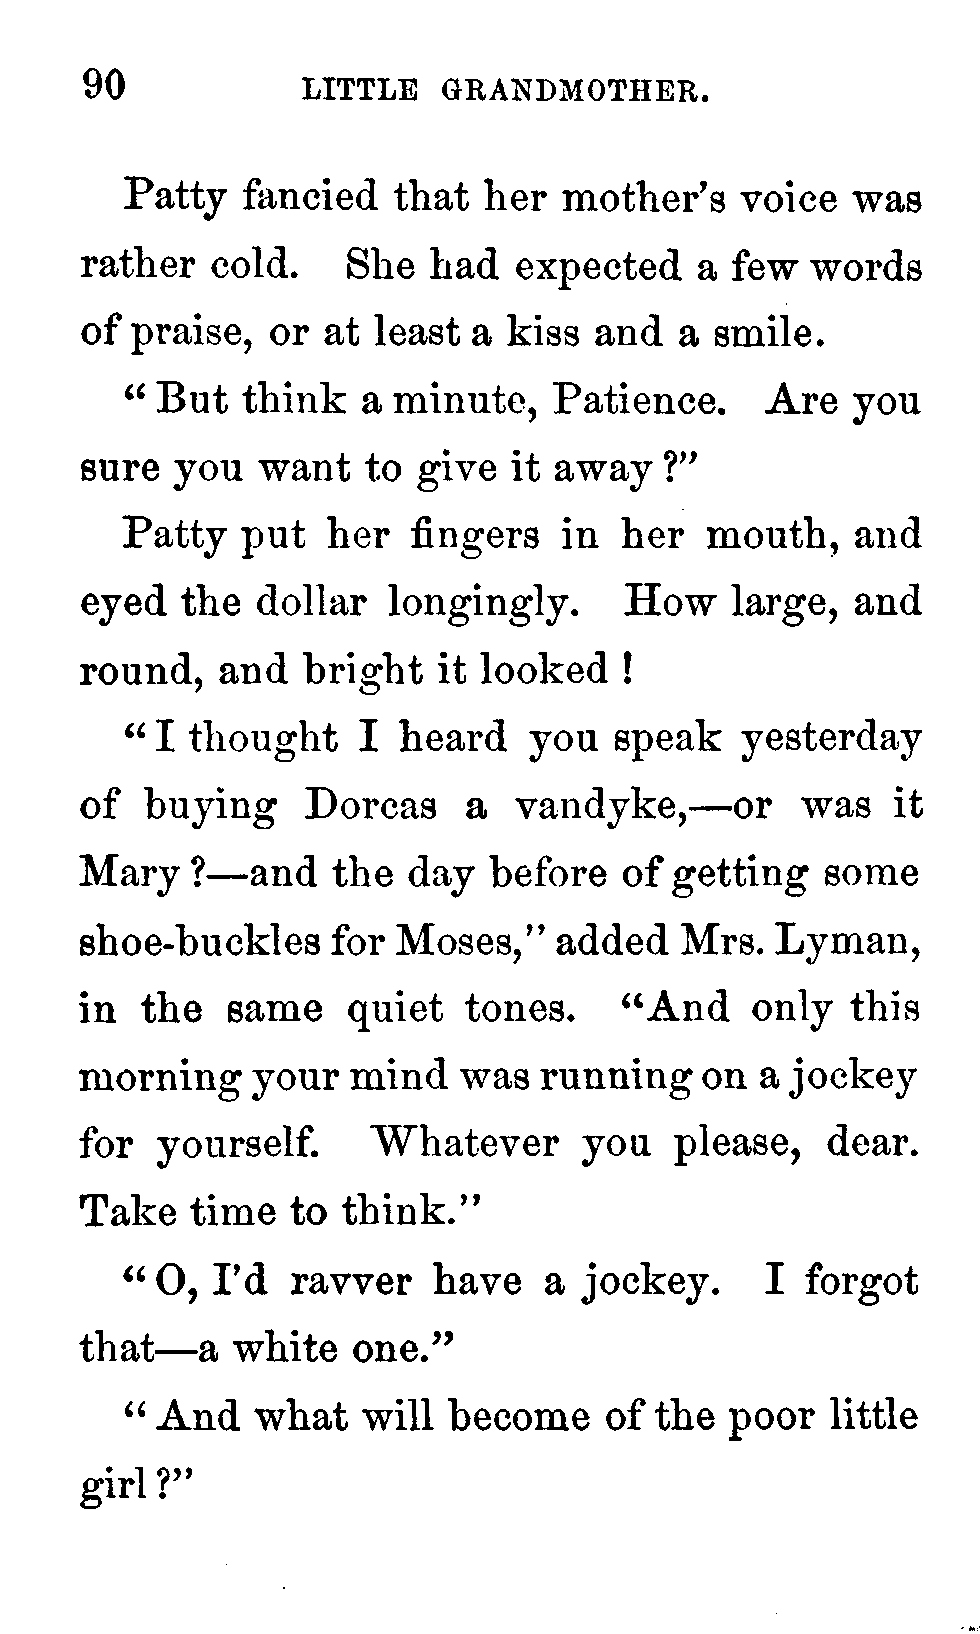 90 LITTLE GRANDMOTHER.
Patty fancied that her mother's voice was
rather cold. She had expected a few words
of praise, or at least a kiss and a smile.
“But think a minute, Patience. Are you
sure you want to give it away?”
Patty put her fingers in her mouth, and
eyed the dollar longingly. How large, and
round, and bright it looked!
“I thought I heard you speak yesterday
of buying Dorcas a vandyke,—or was it
Mary?—and the day before of getting some
shoe-buckles for Moses,” added Mrs. Lyman,
in the same quiet tones. “And only this
morning your mind was running on a jockey
for yourself. Whatever you please, dear.
Take time to think.”
“O, I'd ravver have a jockey. I forgot
that—a white one.”
“And what will become of the poor little
girl?”